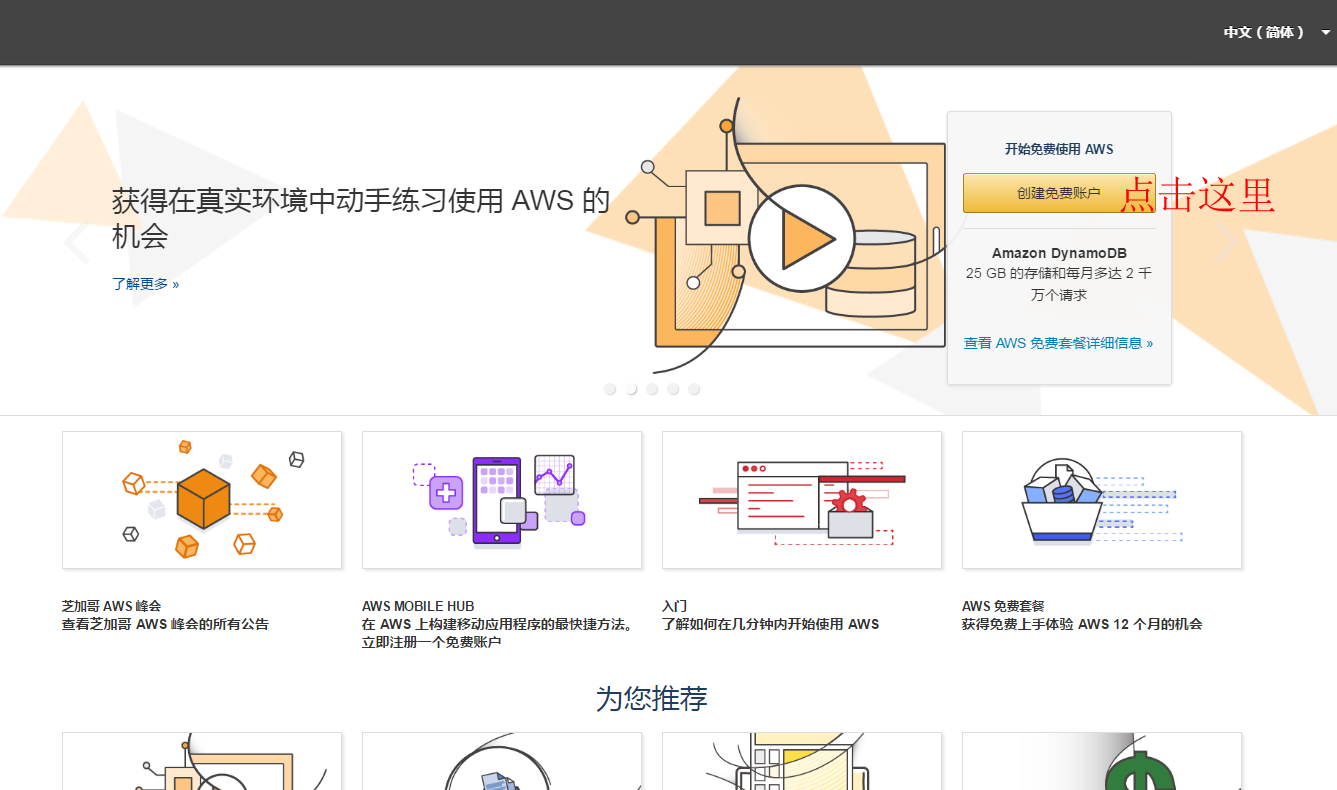 中文 ( 简体 )
获得在真实环境中动手练习使用 AWS 的
机会
了解更多 »
开始免费使用 AWS
创建免费账户
点击这里
Amazon DynamoDB
25 GB 的存储和每月多达 2 千
万个请求
查看 AWS 免费套餐详细信息 »
芝加哥 AWS 峰会
查看芝加哥 AWS 峰会的所有公告
AWS MOBILE HUB
在 AWS 上构建移动应用程序的最快捷方法。
立即注册一个免费账户
入门
了解如何在几分钟内开始使用 AWS
AWS 免费套餐
获得免费上手体验 AWS 12 个月的机会
为您推荐